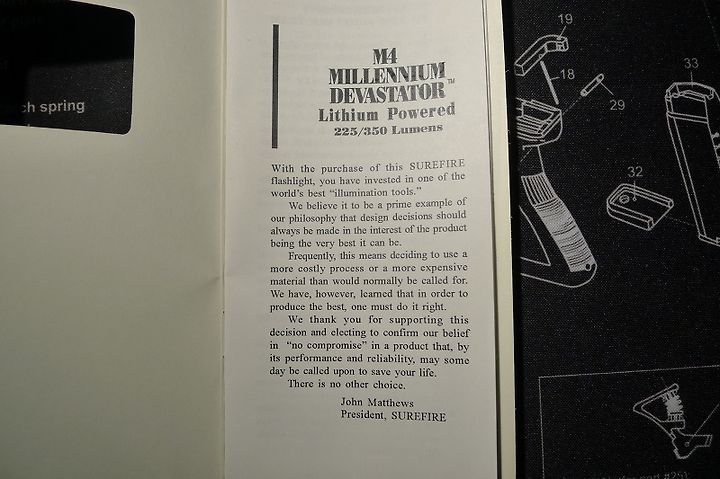 ch spring
M4
MILLENNIUM
DEVASTATOR™
Lithium Powered
225/350 Lumens
With the purchase of this SUREFIRE
flashlight, you have invested in one of the
world's best "illumination tools."
We believe it to be a prime example of
our philosophy that design decisions should
always be made in the interest of the product
being the very best it can be.
Frequently, this means deciding to use a
more costly process or a more expensive
material than would normally be called for.
We have, however, learned that in order to
produce the best, one must do it right.
We thank you for supporting this
decision and electing to confirm our belief
in "no compromise" in a product that, by
its performance and reliability, may some
day be called upon to save your life.
There is no other choice.
John Matthews
President, SUREFIRE
19
18
29
33
32